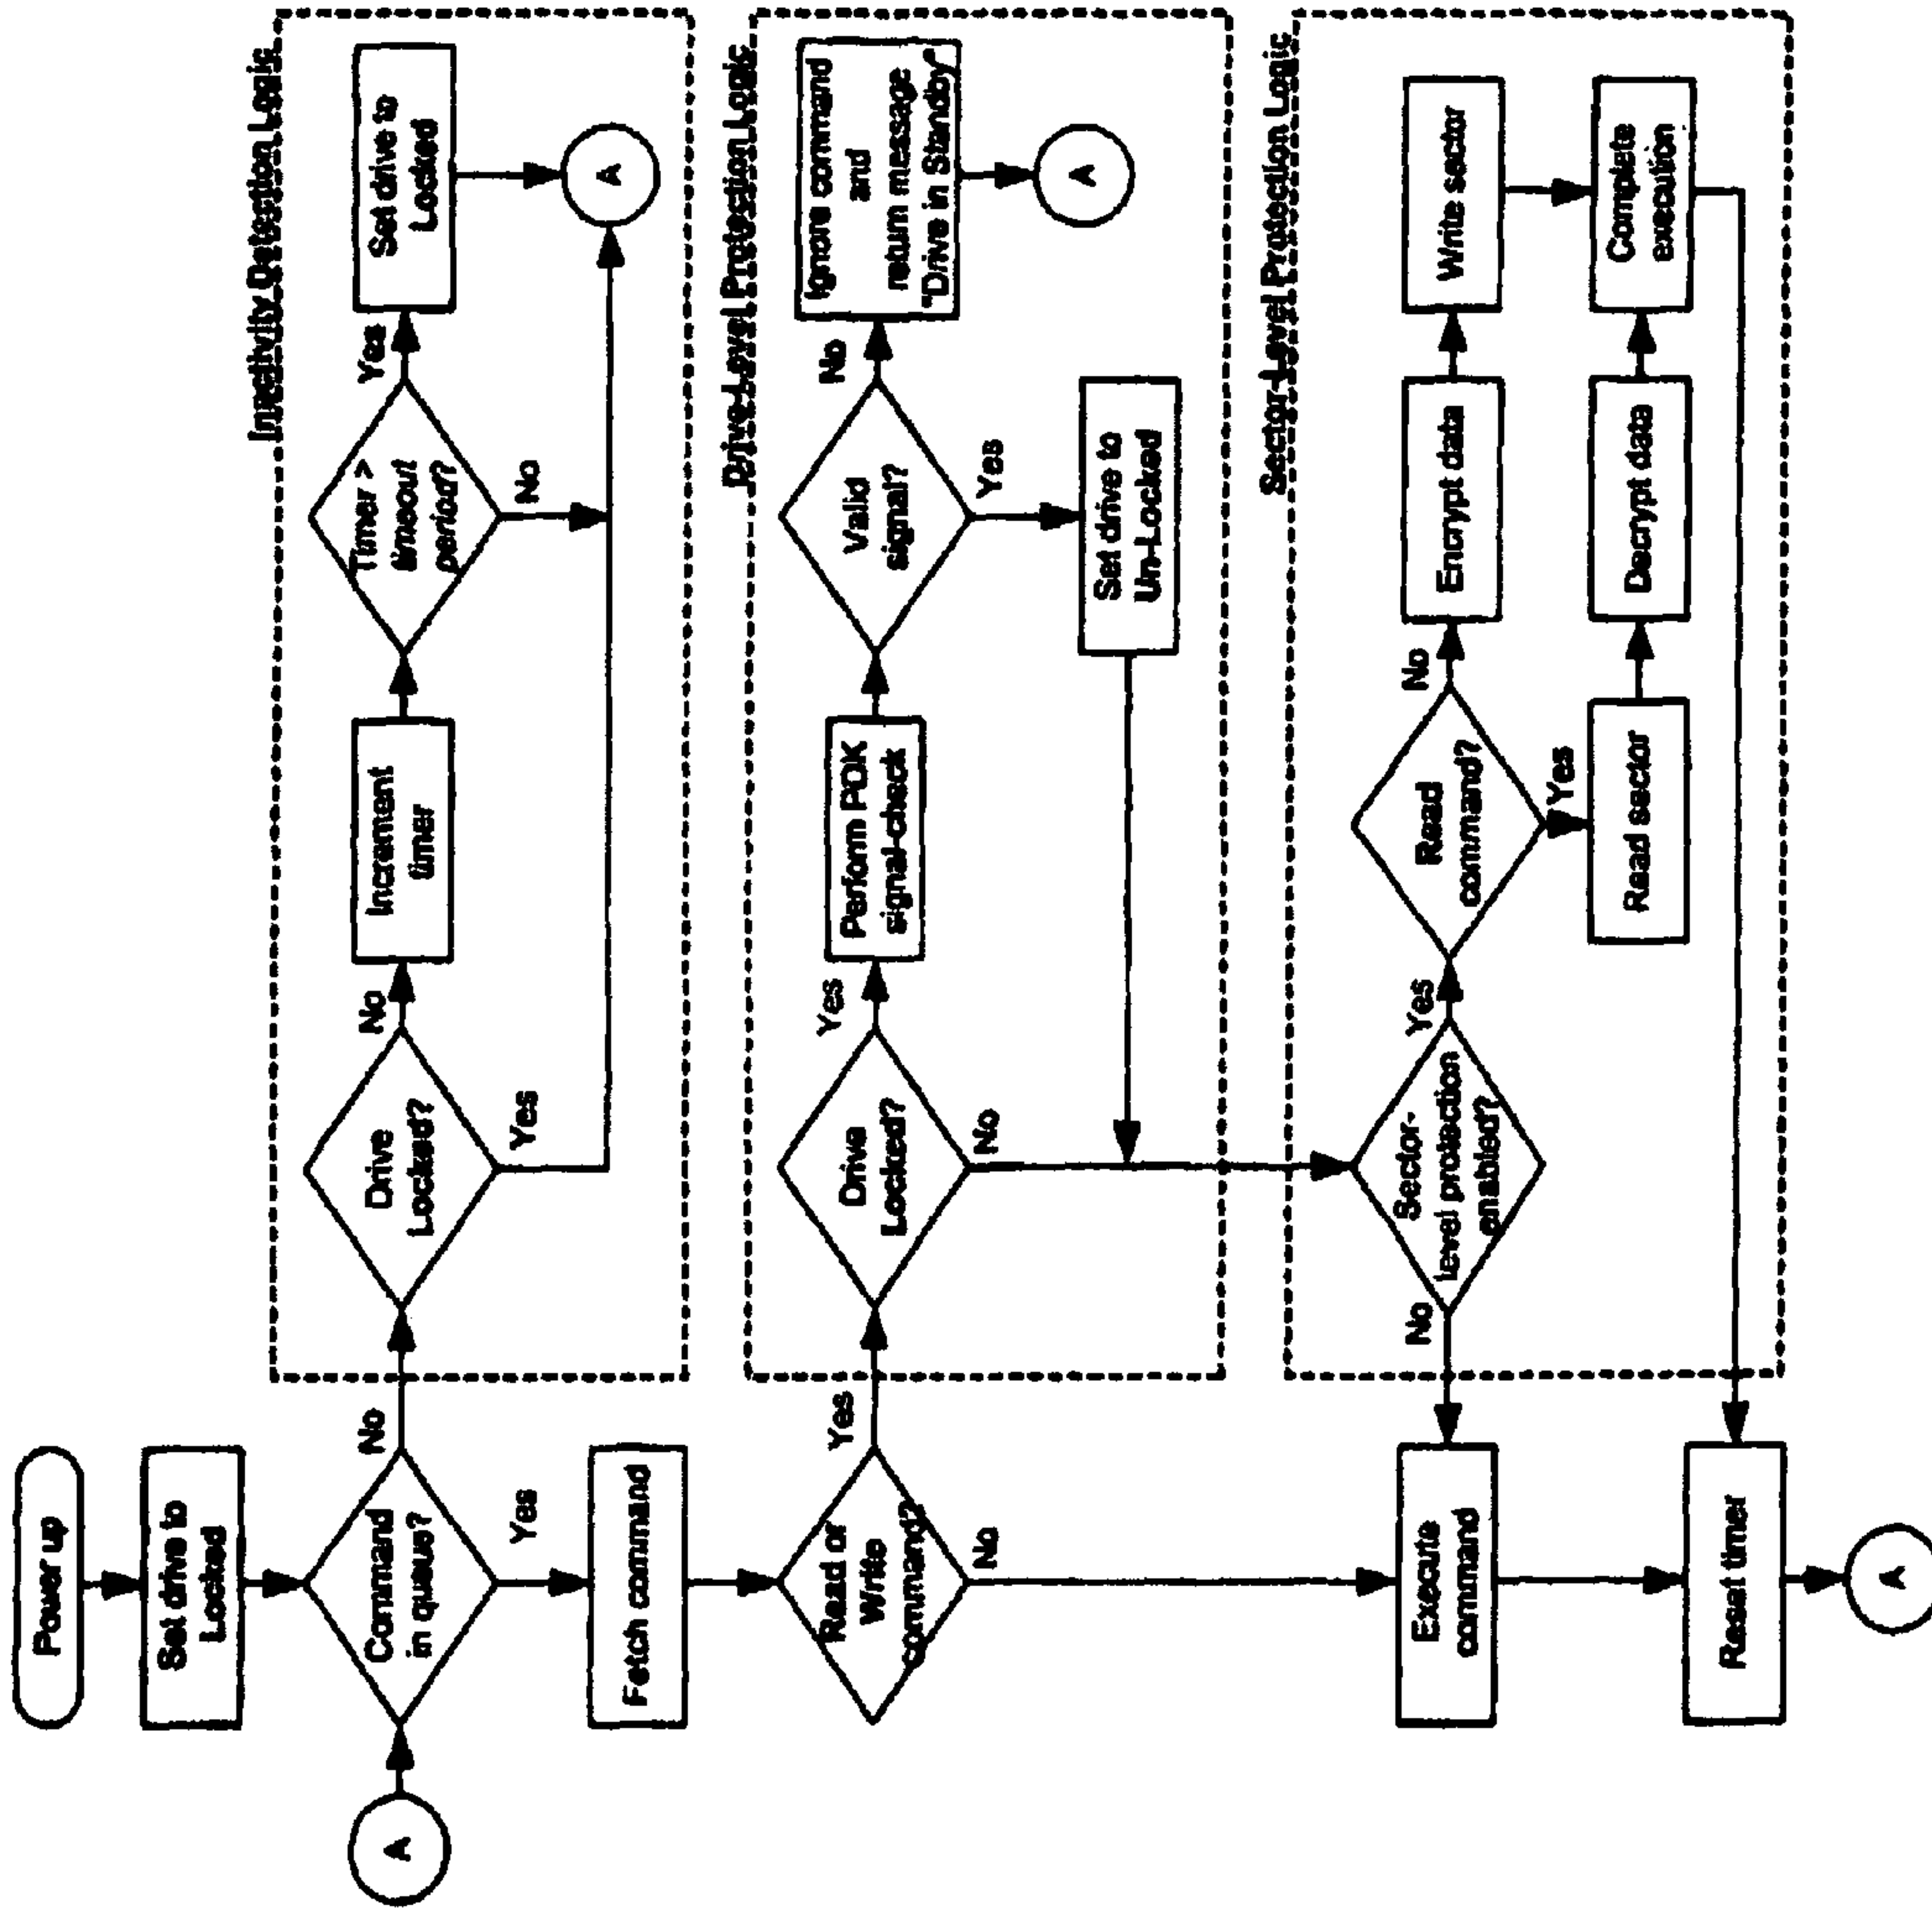 Power up
Set drive to
Locked
A
Command
in queue?
No
Yes
Fetch command
Read or
Write
command?
Yes
No
Execute
command
Reset timer
A
Inactivity Detection Logic
Drive
Locked?
No
Yes
Increment
timer
Timer >
timeout
period?
Yes
No
Set drive to
Locked
A
Drive-Level Protection Logic
Drive
Locked?
Yes
No
Perform PDK
signal-check
Valid
signal?
No
Yes
Ignore command
and
return message
"Drive in Standby"
A
Set drive to
Un-Locked
Sector-Level Protection Logic
Sector-
level protection
enabled?
No
Yes
Read
command?
No
Yes
Encrypt data
Write sector
Read sector
Decrypt data
Complete
execution